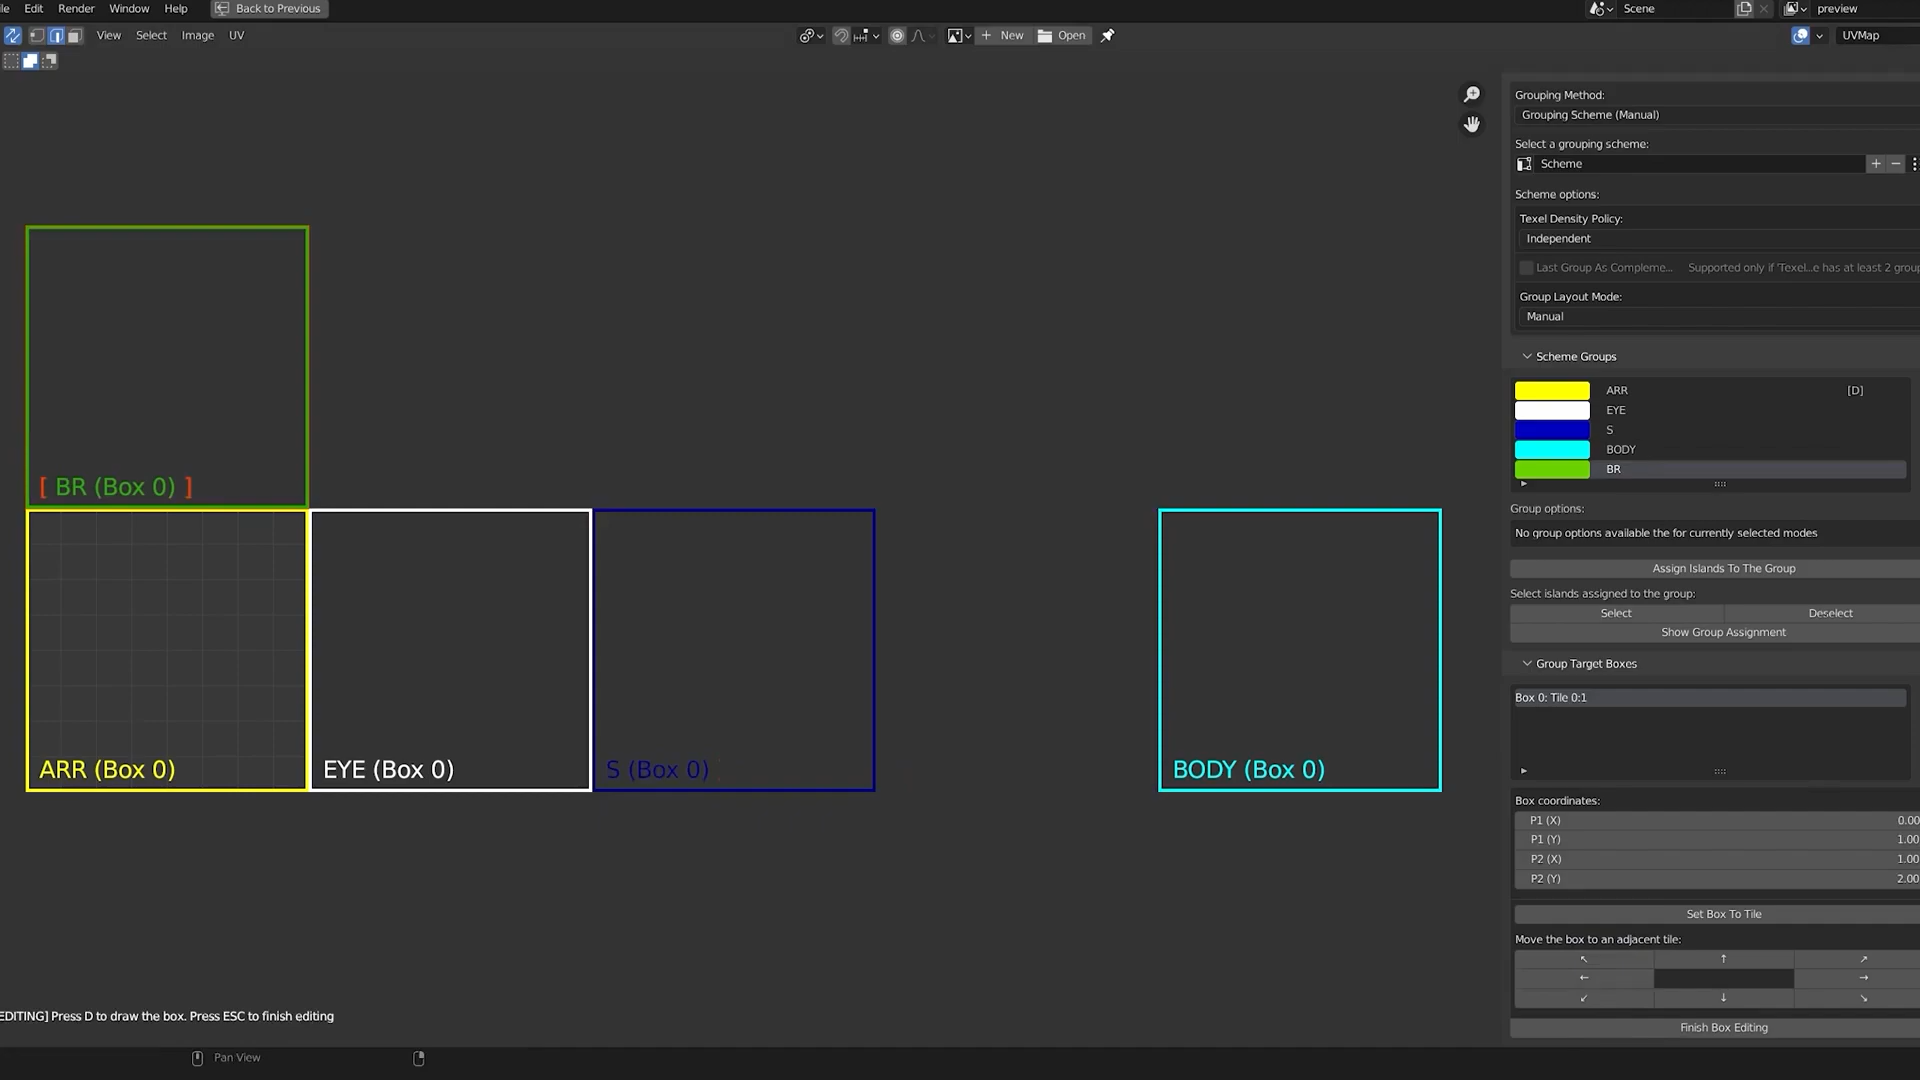 le Edit Render Window Help Back to Previous Scene preview
View Select Image UV New Open UVMap
Grouping Method:
Grouping Scheme (Manual)
Select a grouping scheme:
Scheme + −
Scheme options:
Texel Density Policy:
Independent
Last Group As Compleme... Supported only if 'Texel...e has at least 2 group
Group Layout Mode:
Manual
Scheme Groups
ARR [D]
EYE
S
BODY
BR
[ BR (Box 0) ]
Group options:
No group options available the for currently selected modes
Assign Islands To The Group
Select islands assigned to the group:
Select Deselect
Show Group Assignment
Group Target Boxes
Box 0: Tile 0:1
ARR (Box 0) EYE (Box 0) S (Box 0) BODY (Box 0)
Box coordinates:
P1 (X) 0.00
P1 (Y) 1.00
P2 (X) 1.00
P2 (Y) 2.00
Set Box To Tile
Move the box to an adjacent tile:
↖ ↑ ↗
← →
↙ ↓ ↘
EDITING] Press D to draw the box. Press ESC to finish editing
Finish Box Editing
Pan View